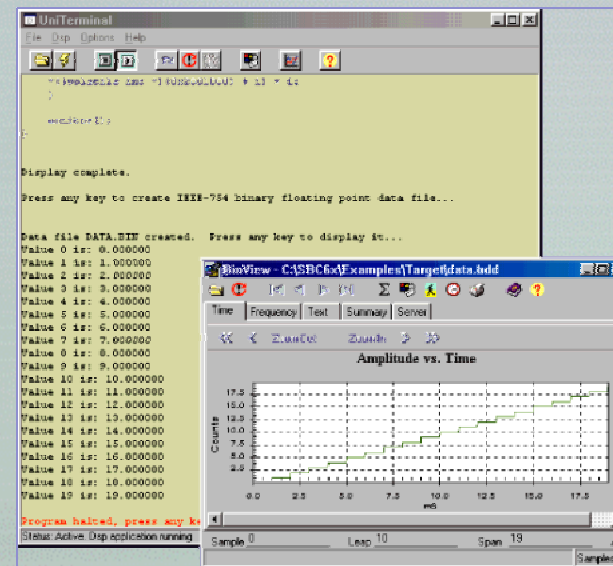 UniTerminal
File Dsp Options Help
Display complete.
Press any key to create IEEE-754 binary floating point data file...
Data file DATA.BIN created. Press any key to display it...
Value 0 is: 0.000000
Value 1 is: 1.000000
Value 2 is: 2.000000
Value 3 is: 3.000000
Value 4 is: 4.000000
Value 5 is: 5.000000
Value 6 is: 6.000000
Value 7 is: 7.000000
Value 8 is: 8.000000
Value 9 is: 9.000000
Value 10 is: 10.000000
Value 11 is: 11.000000
Value 12 is: 12.000000
Value 13 is: 13.000000
Value 14 is: 14.000000
Value 15 is: 15.000000
Value 16 is: 16.000000
Value 17 is: 17.000000
Value 18 is: 18.000000
Value 19 is: 19.000000
Program halted, press any
Status: Active. Dsp application running
BinView - C:\SBC6x\Examples\Target\data.bdd
Time Frequency Text Summary Server
ZoomOut ZoomIn
Amplitude vs. Time
Counts
17.5
15.0
12.5
10.0
7.5
5.0
2.5
0.0 2.5 5.0 7.5 10.0 12.5 15.0 17.5
ms
Sample 0 Leap 10 Span 19
Samples